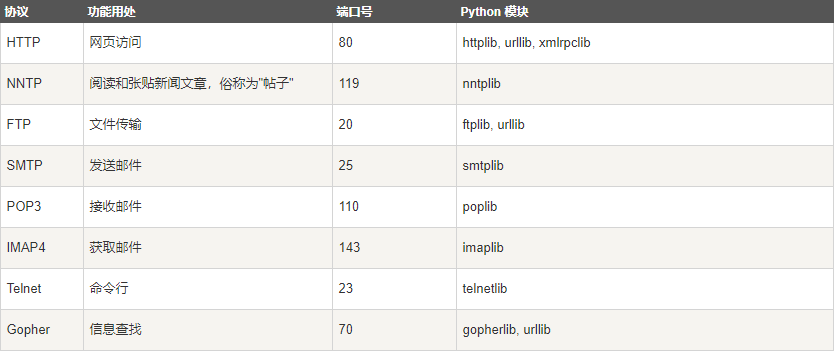 协议 功能用处 端口号 Python 模块
HTTP 网页访问 80 httplib, urllib, xmlrpclib
NNTP 阅读和张贴新闻文章，俗称为"帖子" 119 nntplib
FTP 文件传输 20 ftplib, urllib
SMTP 发送邮件 25 smtplib
POP3 接收邮件 110 poplib
IMAP4 获取邮件 143 imaplib
Telnet 命令行 23 telnetlib
Gopher 信息查找 70 gopherlib, urllib